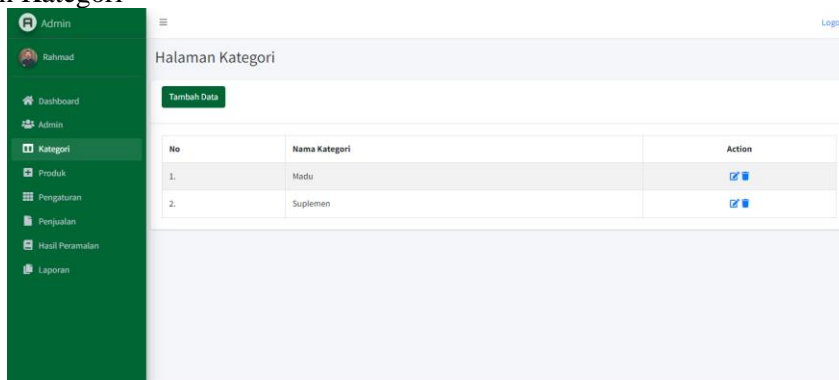 Kategori
R Admin
Rahmad
Dashboard
Admin
Kategori
Produk
Pengaturan
Penjualan
Hasil Peramalan
Laporan
Halaman Kategori
Tambah Data
No Nama Kategori Action
1. Madu
2. Suplemen